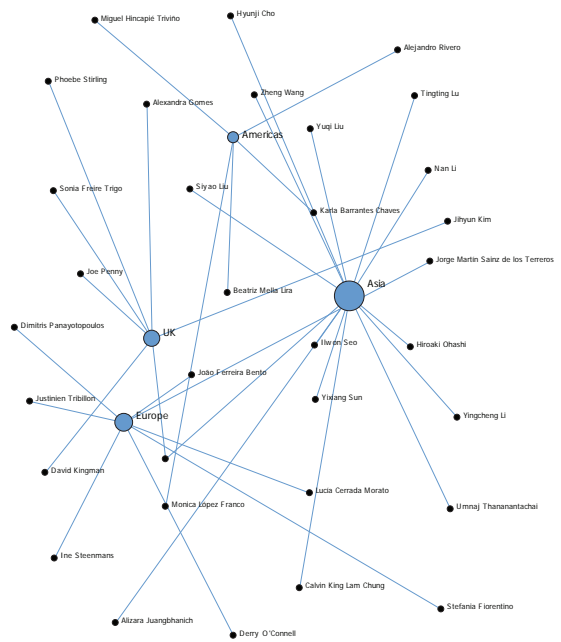 Miguel Hincapié Triviño
Hyunji Cho
Alejandro Rivero
Phoebe Stirling
Zheng Wang
Tingting Lu
Alexandra Gomes
Yuqi Liu
Americas
Nan Li
Sonia Freire Trigo
Siyao Liu
Karla Barrantes Chaves
Jihyun Kim
Jorge Martin Sainz de los Terreros
Joe Penny
Asia
Beatriz Mella Lira
Dimitris Panayotopoulos
UK
Ilwon Seo
Hiroaki Ohashi
João Ferreira Bento
Justinien Tribillon
Yixiang Sun
Europe
Yingcheng Li
David Kingman
Lucia Cerrada Morato
Monica López Franco
Umnaj Thananantachai
Ine Steenmans
Calvin King Lam Chung
Stefania Fiorentino
Alizara Juangbhanich
Derry O'Connell